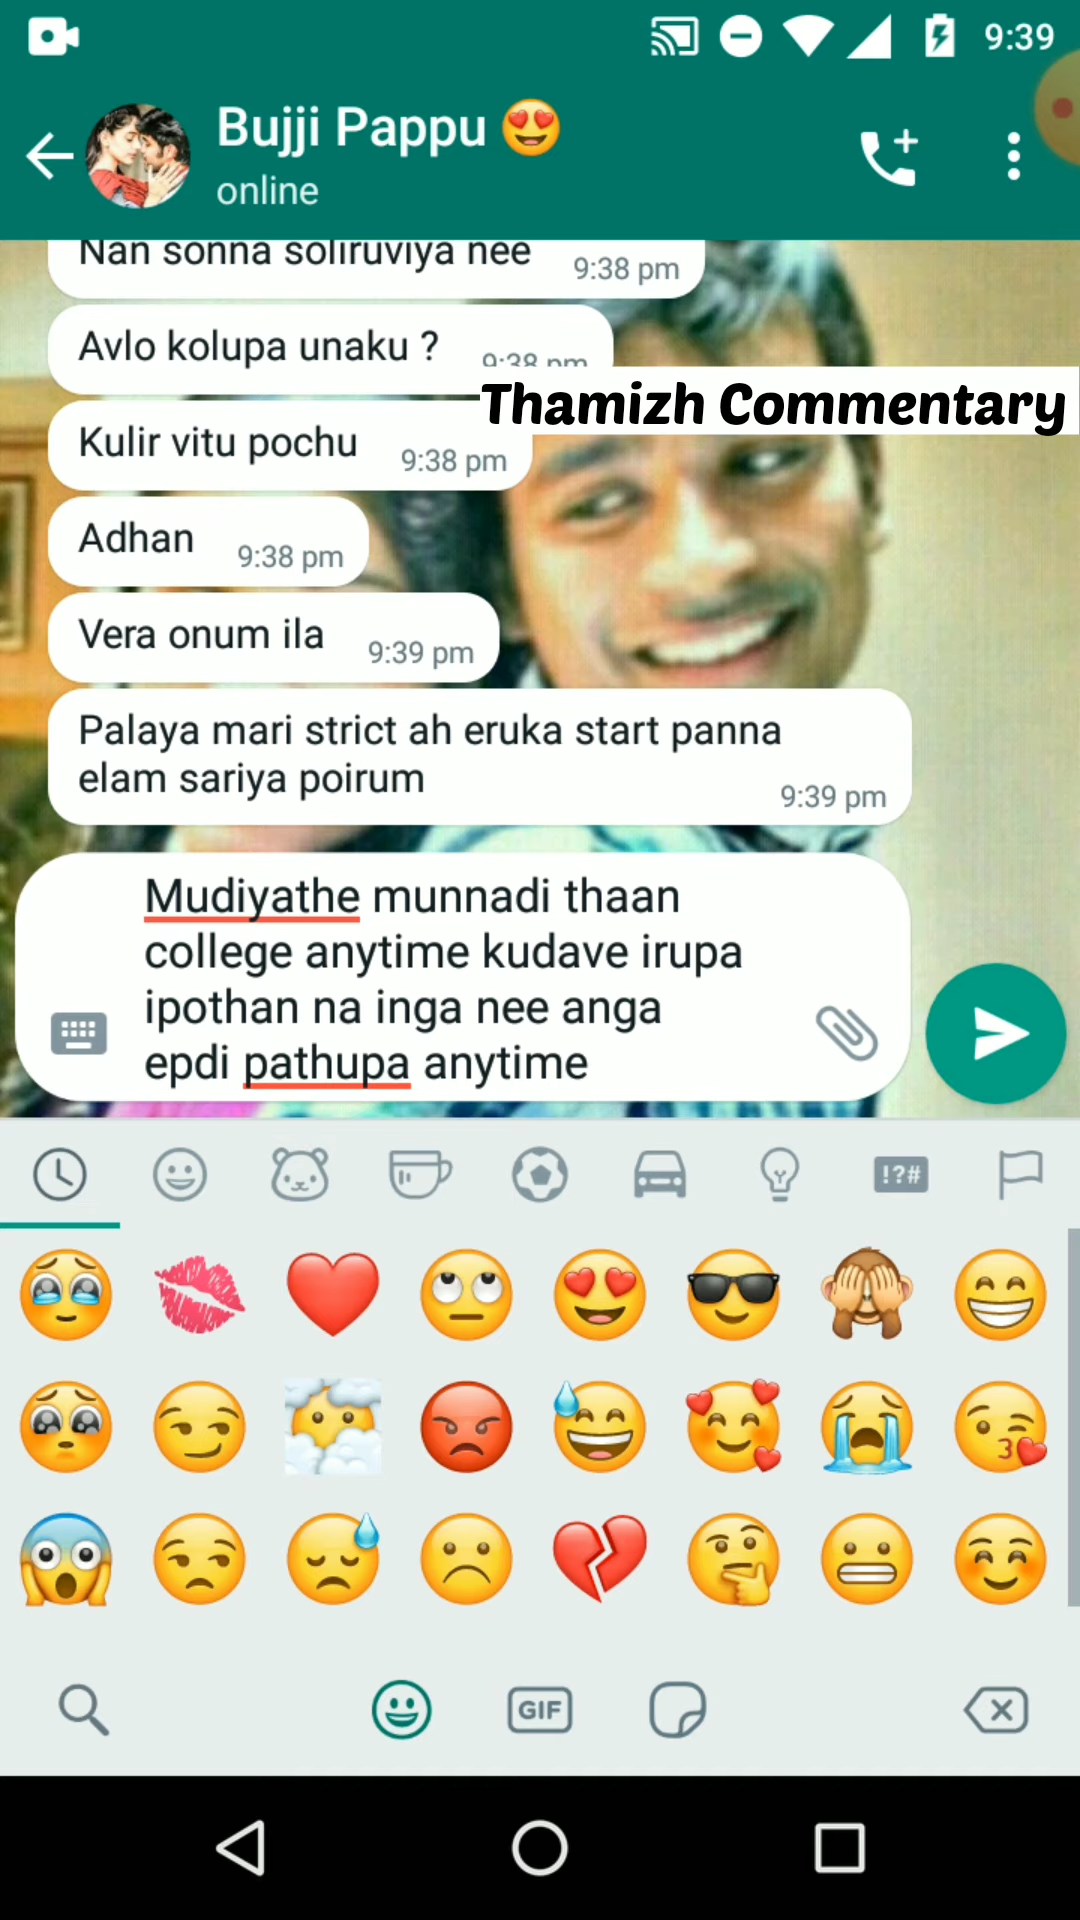 9:39
Bujji Pappu
online
Nan sonna soliruviya nee 9:38 pm
Avlo kolupa unaku ? 9:38 pm
Thamizh Commentary
Kulir vitu pochu 9:38 pm
Adhan 9:38 pm
Vera onum ila 9:39 pm
Palaya mari strict ah eruka start panna
elam sariya poirum
9:39 pm
Mudiyathe munnadi thaan
college anytime kudave irupa
ipothan na inga nee anga
epdi pathupa anytime
!?#
GIF